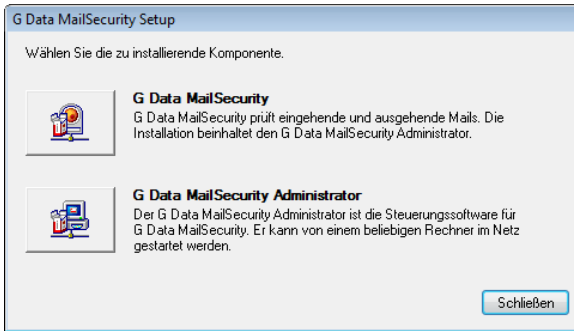 G Data MailSecurity Setup
Wählen Sie die zu installierende Komponente.
G Data MailSecurity
G Data MailSecurity prüft eingehende und ausgehende Mails. Die
Installation beinhaltet den G Data MailSecurity Administrator.
G Data MailSecurity Administrator
Der G Data MailSecurity Administrator ist die Steuerungssoftware für
G Data MailSecurity. Er kann von einem beliebigen Rechner im Netz
gestartet werden.
Schließen